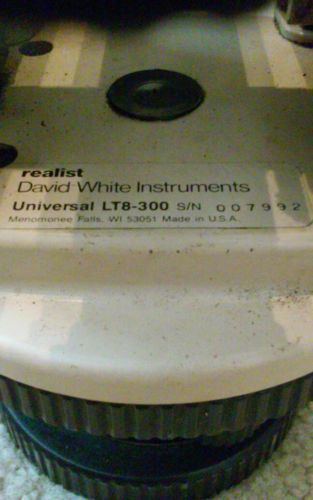 realist
David White Instruments
Universal LT8-300 S/N 007992
Menomonee Falls, WI 53051 Made in U.S.A.